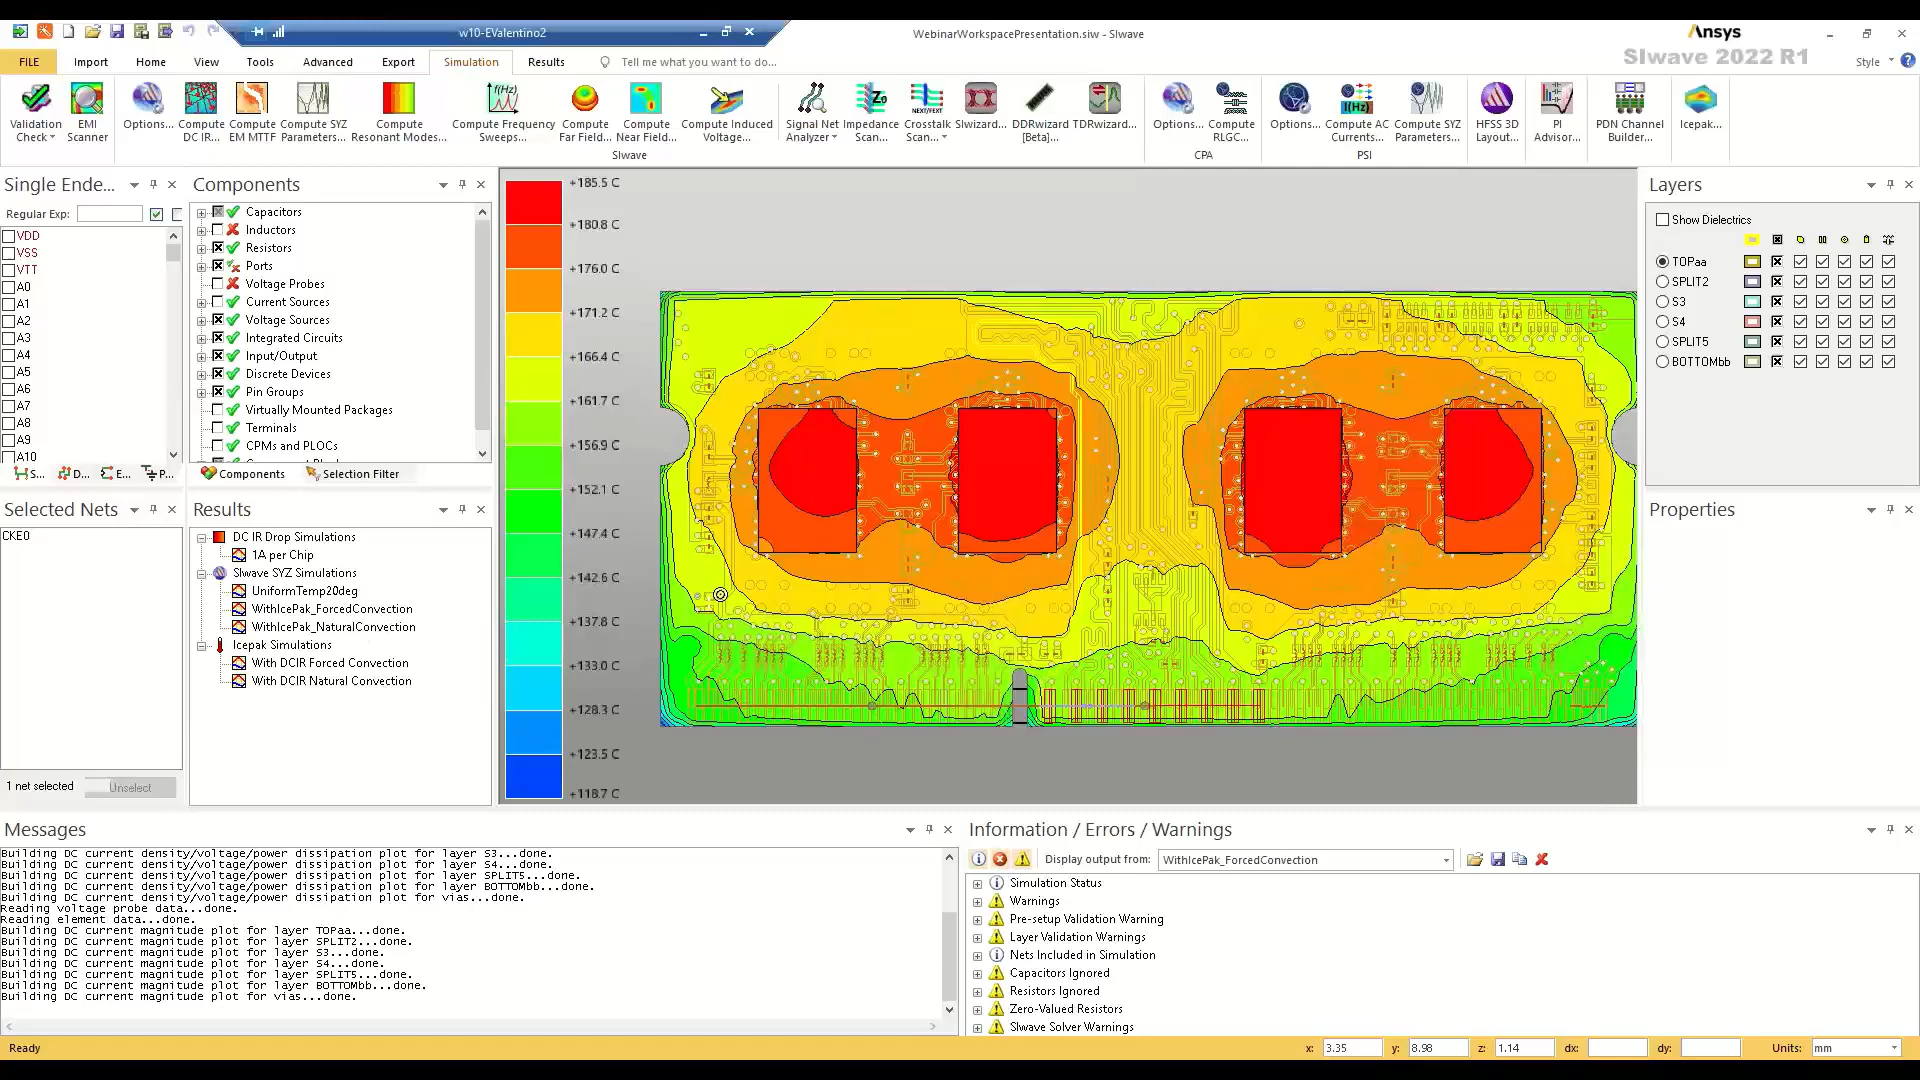 w10-EValentino2
WebinarWorkspacePresentation.siw - SIwave
Ansys
SIwave 2022 R1
FILE Import Home View Tools Advanced Export Simulation Results Tell me what you want to do...
Style
Validation Check
EMI Scanner
Options...
Compute DC IR...
Compute EM MTTF
Compute SYZ Parameters...
Compute Resonant Modes...
Compute Frequency Sweeps...
Compute Far Field...
Compute Near Field...
Compute Induced Voltage...
Signal Net Analyzer
Impedance Scan...
Crosstalk Scan...
SIwizard...
DDRwizard [Beta]...
TDRwizard...
Options...
Compute RLGC...
Options...
Compute AC Currents...
Compute SYZ Parameters...
HFSS 3D Layout...
PI Advisor...
PDN Channel Builder...
Icepak...
SIwave
CPA
PSI
Single Ende...
Regular Exp:
VDD
VSS
VTT
A0
A1
A2
A3
A4
A5
A6
A7
A8
A9
A10
S... D... E... P...
Components
Capacitors
Inductors
Resistors
Ports
Voltage Probes
Current Sources
Voltage Sources
Integrated Circuits
Input/Output
Discrete Devices
Pin Groups
Virtually Mounted Packages
Terminals
CPMs and PLOCs
Components Selection Filter
Selected Nets
CKE0
1 net selected Unselect
Results
DC IR Drop Simulations
1A per Chip
SIwave SYZ Simulations
UniformTemp20deg
WithIcePak_ForcedConvection
WithIcePak_NaturalConvection
Icepak Simulations
With DCIR Forced Convection
With DCIR Natural Convection
+185.5 C
+180.8 C
+176.0 C
+171.2 C
+166.4 C
+161.7 C
+156.9 C
+152.1 C
+147.4 C
+142.6 C
+137.8 C
+133.0 C
+128.3 C
+123.5 C
+118.7 C
Layers
Show Dielectrics
TOPaa
SPLIT2
S3
S4
SPLIT5
BOTTOMbb
Properties
Messages
Building DC current density/voltage/power dissipation plot for layer S3...done.
Building DC current density/voltage/power dissipation plot for layer S4...done.
Building DC current density/voltage/power dissipation plot for layer SPLIT5...done.
Building DC current density/voltage/power dissipation plot for layer BOTTOMbb...done.
Building DC current density/voltage/power dissipation plot for vias...done.
Reading voltage probe data...done.
Reading element data...done.
Building DC current magnitude plot for layer TOPaa...done.
Building DC current magnitude plot for layer SPLIT2...done.
Building DC current magnitude plot for layer S3...done.
Building DC current magnitude plot for layer S4...done.
Building DC current magnitude plot for layer SPLIT5...done.
Building DC current magnitude plot for layer BOTTOMbb...done.
Building DC current magnitude plot for vias...done.
Information / Errors / Warnings
Display output from: WithIcePak_ForcedConvection
Simulation Status
Warnings
Pre-setup Validation Warning
Layer Validation Warnings
Nets Included in Simulation
Capacitors Ignored
Resistors Ignored
Zero-Valued Resistors
SIwave Solver Warnings
Ready
x: 3.35 y: 8.98 z: 1.14 dx: dy: Units: mm